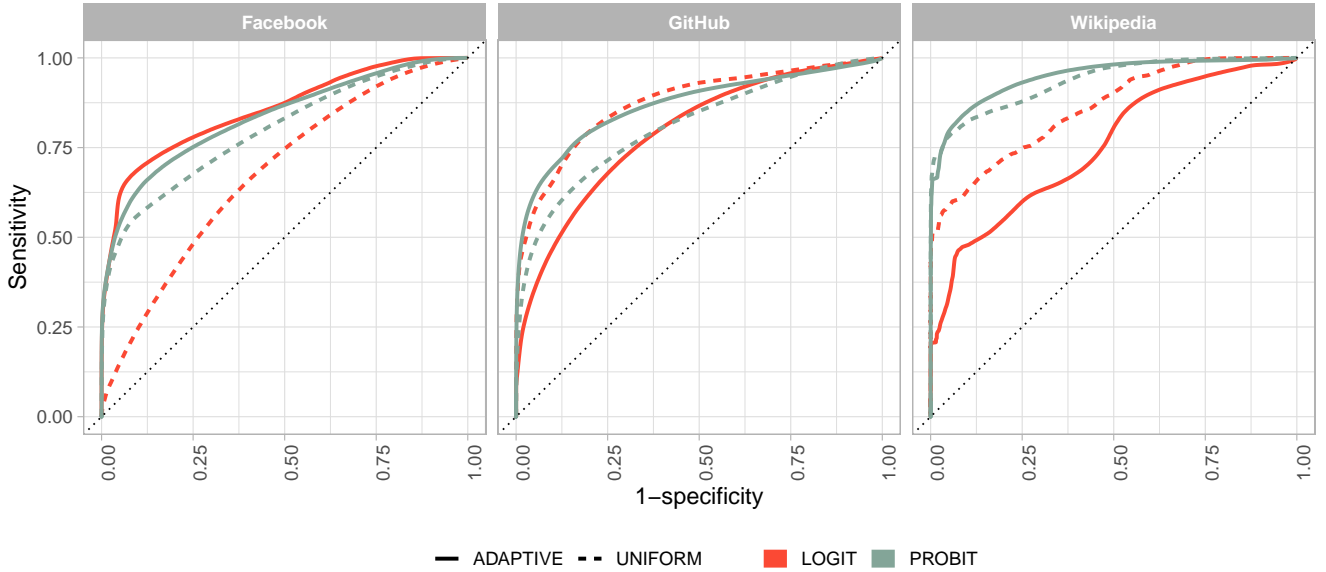 Facebook GitHub Wikipedia
Sensitivity
1.00
0.75
0.50
0.25
0.00
0.00 0.25 0.50 0.75 1.00 0.00 0.25 0.50 0.75 1.00 0.00 0.25 0.50 0.75 1.00
1−specificity
ADAPTIVE UNIFORM LOGIT PROBIT